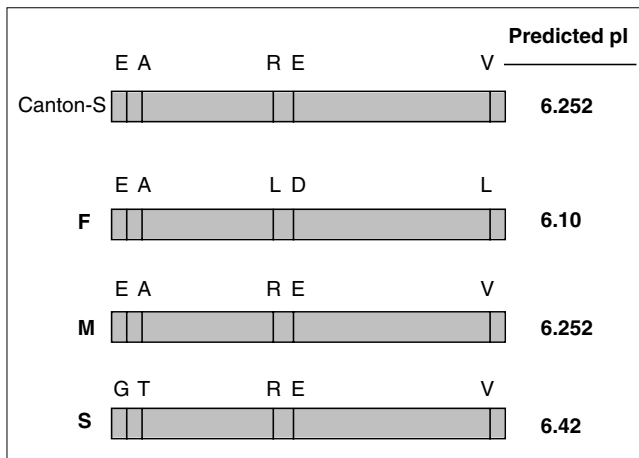 Predicted pI
E A R E V
Canton-S 6.252
E A L D L
F 6.10
E A R E V
M 6.252
G T R E V
S 6.42